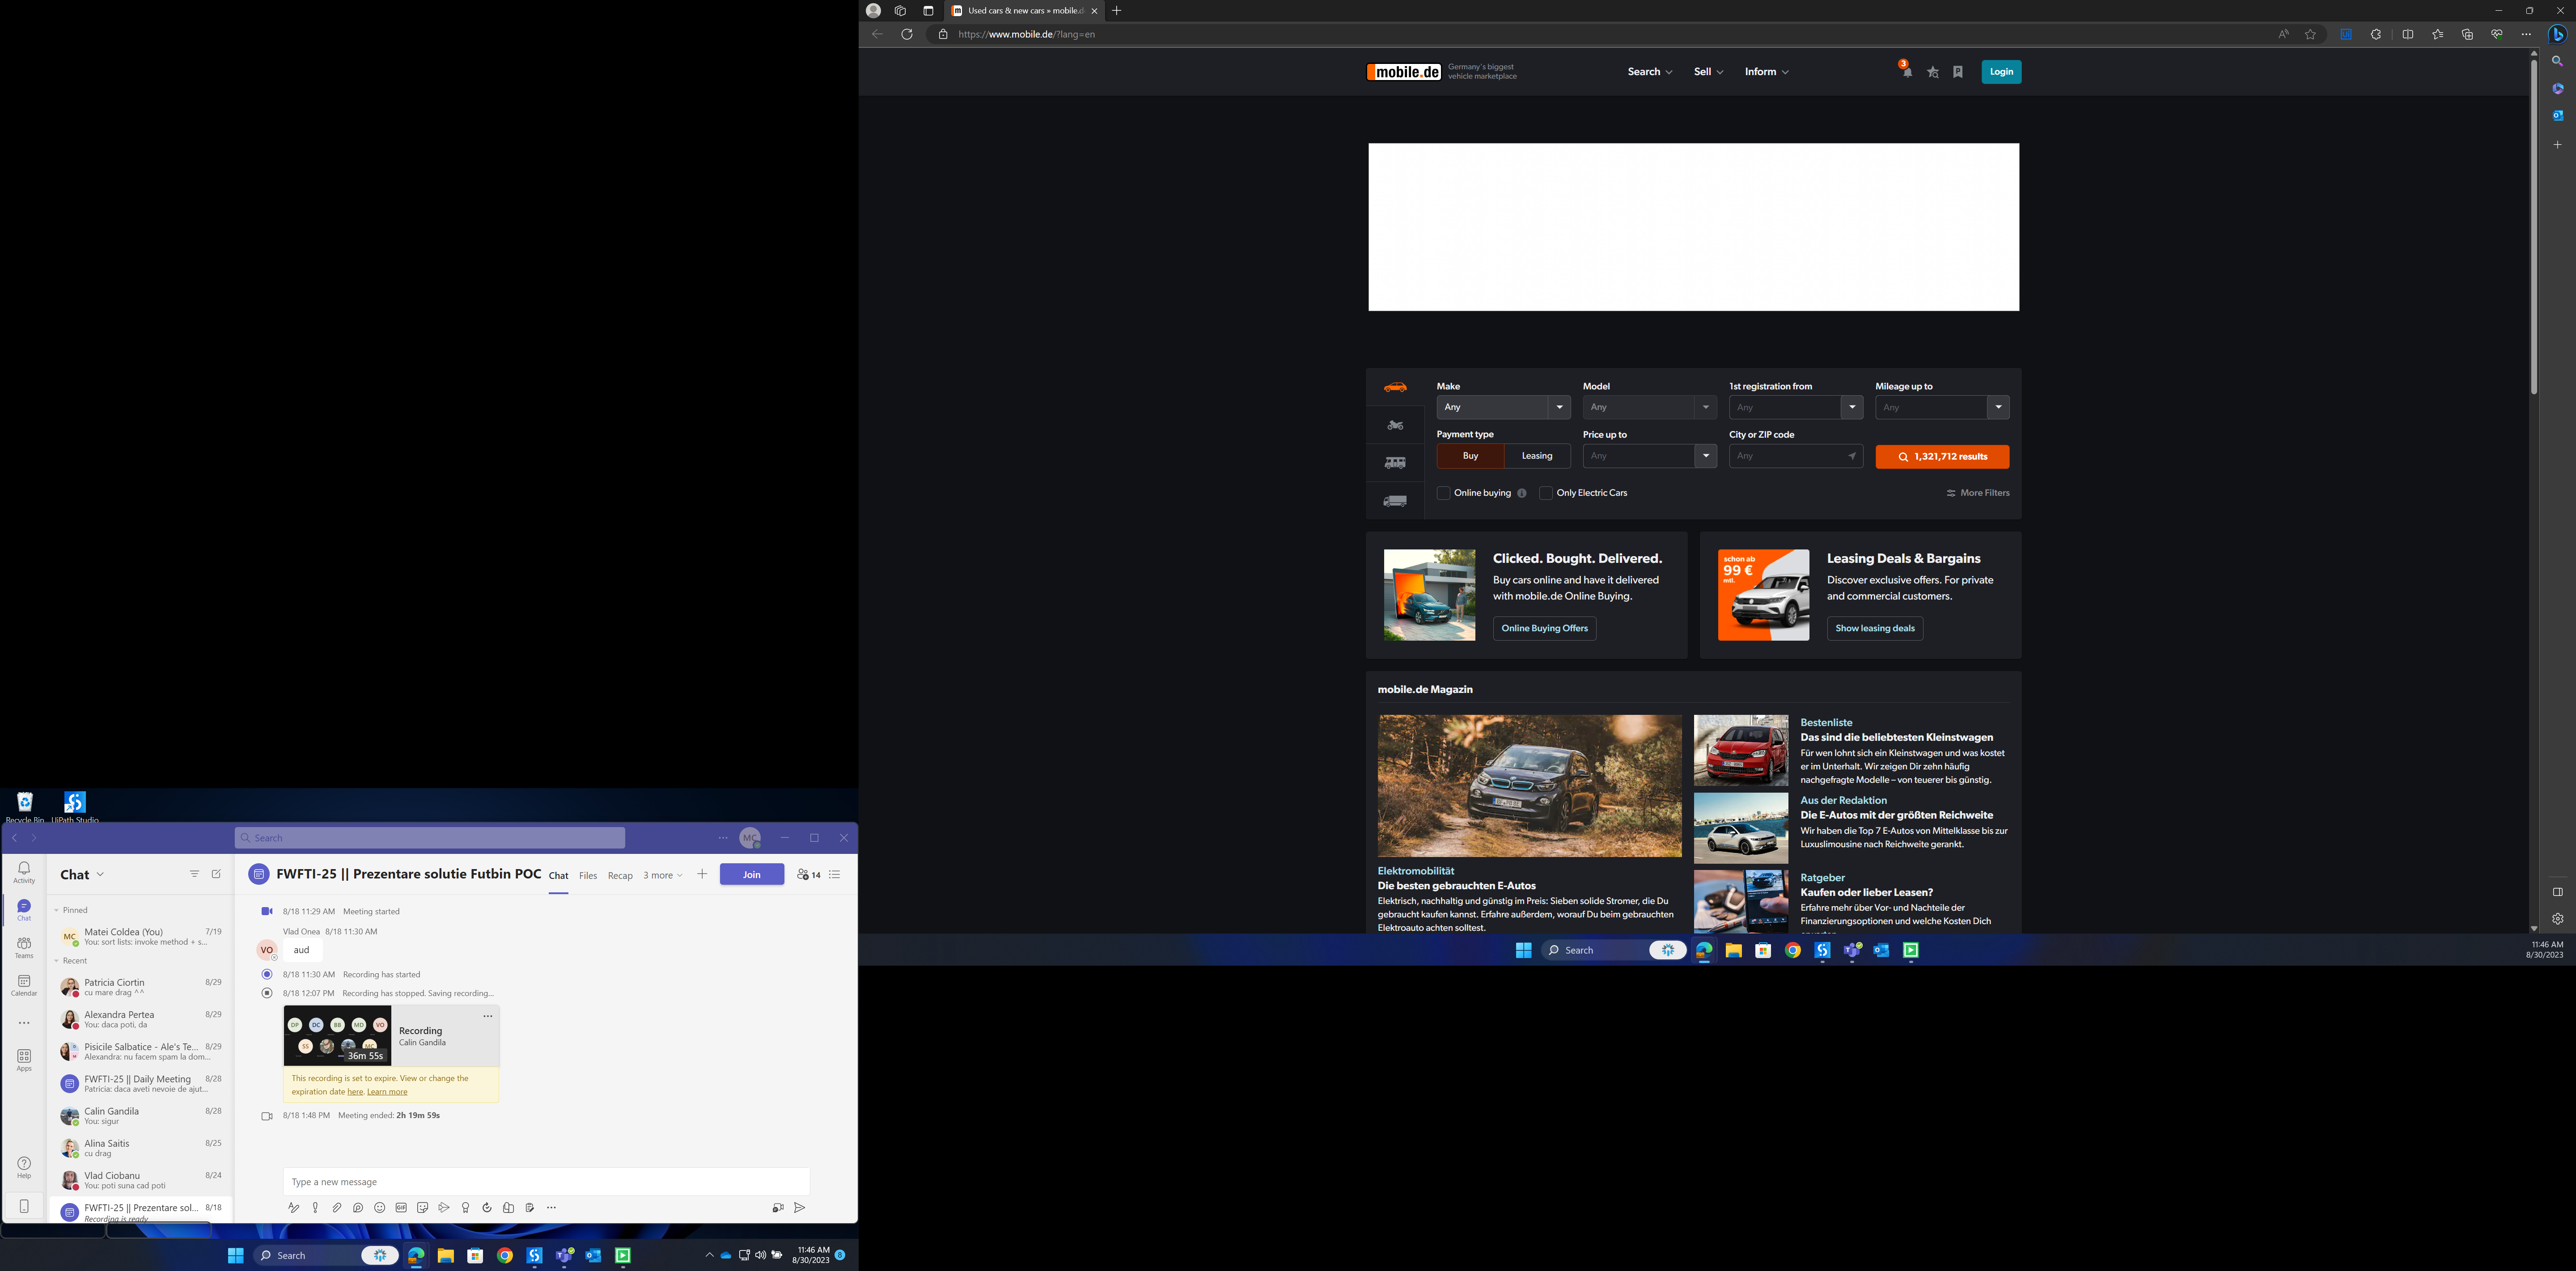 Used cars & new cars » mobile.d
https://www.mobile.de/?lang=en
mobile.de
Germany's biggest
vehicle marketplace
Search
Sell
Inform
3
Login
Make
Model
1st registration from
Mileage up to
Any
Any
Any
Any
Payment type
Price up to
City or ZIP code
Buy
Leasing
Any
Any
1,321,712 results
Online buying
Only Electric Cars
More Filters
Clicked. Bought. Delivered.
Buy cars online and have it delivered
with mobile.de Online Buying.
Online Buying Offers
schon ab
99 €
mtl.
Leasing Deals & Bargains
Discover exclusive offers. For private
and commercial customers.
Show leasing deals
mobile.de Magazin
Elektromobilität
Die besten gebrauchten E-Autos
Elektrisch, nachhaltig und günstig im Preis: Sieben solide Stromer, die Du
gebraucht kaufen kannst. Erfahre außerdem, worauf Du beim gebrauchten
Elektroauto achten solltest.
Bestenliste
Das sind die beliebtesten Kleinstwagen
Für wen lohnt sich ein Kleinstwagen und was kostet
er im Unterhalt. Wir zeigen Dir zehn häufig
nachgefragte Modelle – von teuerer bis günstig.
Aus der Redaktion
Die E-Autos mit der größten Reichweite
Wir haben die Top 7 E-Autos von Mittelklasse bis zur
Luxuslimousine nach Reichweite gerankt.
Ratgeber
Kaufen oder lieber Leasen?
Erfahre mehr über Vor- und Nachteile der
Finanzierungsoptionen und welche Kosten Dich
Search
11:46 AM
8/30/2023
Recycle Bin
UiPath Studio
Search
MC
Activity
Chat
Teams
Calendar
Apps
Help
Chat
Pinned
MC
Matei Coldea (You)
7/19
You: sort lists: invoke method + s...
Recent
Patricia Ciortin
8/29
cu mare drag ^^
Alexandra Pertea
8/29
You: daca poti, da
Pisicile Salbatice - Ale's Te...
8/29
Alexandra: nu facem spam la dom...
FWFTI-25 || Daily Meeting
8/28
Patricia: daca aveti nevoie de ajut...
Calin Gandila
8/28
You: sigur
Alina Saitis
8/25
cu drag
Vlad Ciobanu
8/24
You: poti suna cad poti
FWFTI-25 || Prezentare sol...
8/18
Recording is ready
FWFTI-25 || Prezentare solutie Futbin POC
Chat
Files
Recap
3 more
Join
14
8/18 11:29 AM Meeting started
Vlad Onea 8/18 11:30 AM
VO
aud
8/18 11:30 AM Recording has started
8/18 12:07 PM Recording has stopped. Saving recording...
DP
DC
BB
MD
VO
SS
MC
36m 55s
Recording
Calin Gandila
This recording is set to expire. View or change the
expiration date here. Learn more
8/18 1:48 PM Meeting ended: 2h 19m 59s
Type a new message
GIF
Search
11:46 AM
8/30/2023
8